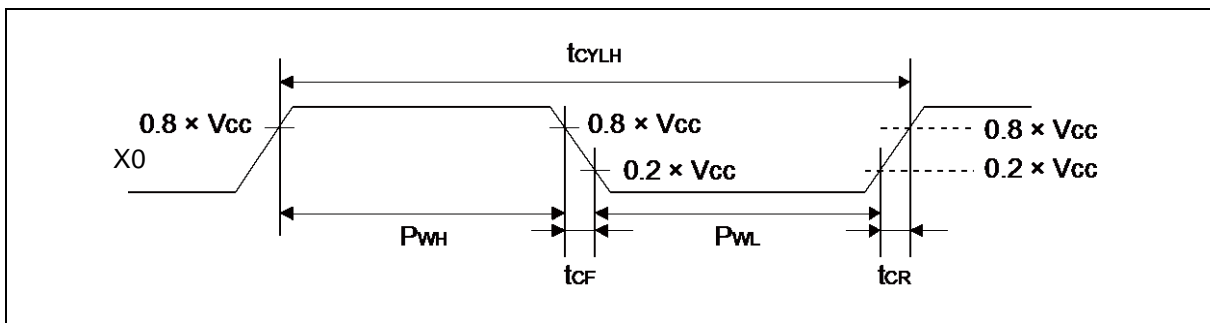 tCYLH
0.8 × Vcc
0.8 × Vcc
0.8 × Vcc
X0
0.2 × Vcc
0.2 × Vcc
PWH
PWL
tCF
tCR